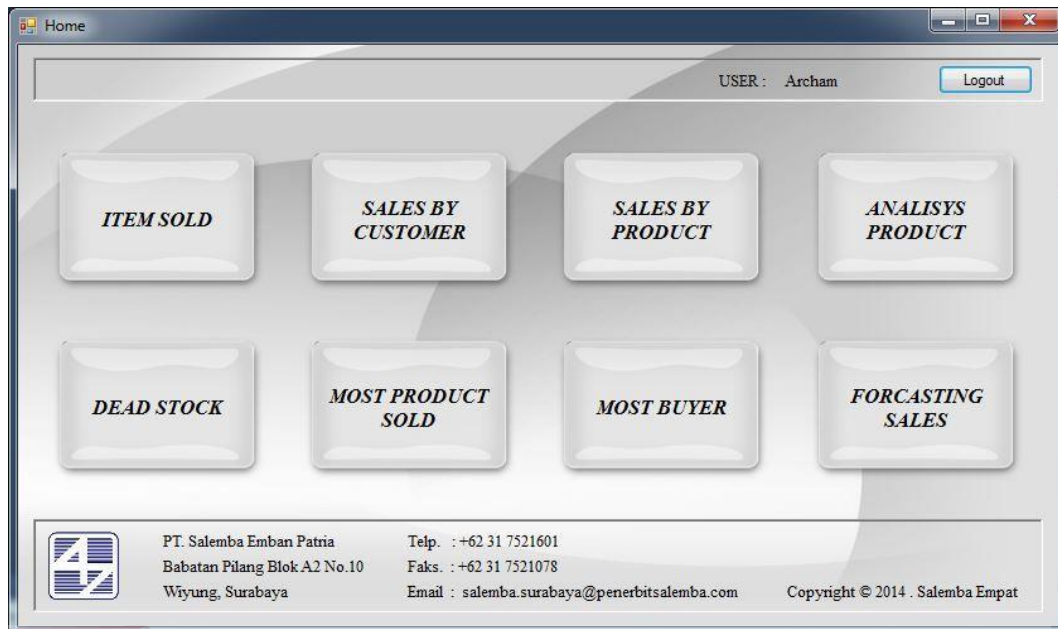 Home
USER : Archam
Logout
ITEM SOLD
SALES BY
CUSTOMER
SALES BY
PRODUCT
ANALISYS
PRODUCT
DEAD STOCK
MOST PRODUCT
SOLD
MOST BUYER
FORCASTING
SALES
4
PT. Salemba Emban Patria
Babatan Pilang Blok A2 No.10
Wiyung, Surabaya
Telp. : +62 31 7521601
Faks. : +62 31 7521078
Email : salemba.surabaya@penerbitsalemba.com
Copyright © 2014 . Salemba Empat